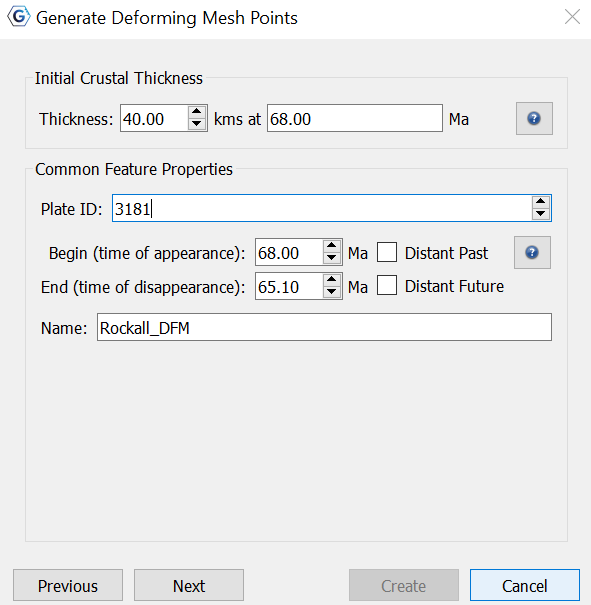 Generate Deforming Mesh Points
Initial Crustal Thickness
Thickness: 40.00 kms at 68.00 Ma
Common Feature Properties
Plate ID: 3181
Begin (time of appearance): 68.00 Ma Distant Past
End (time of disappearance): 65.10 Ma Distant Future
Name: Rockall_DFM
Previous Next Create Cancel